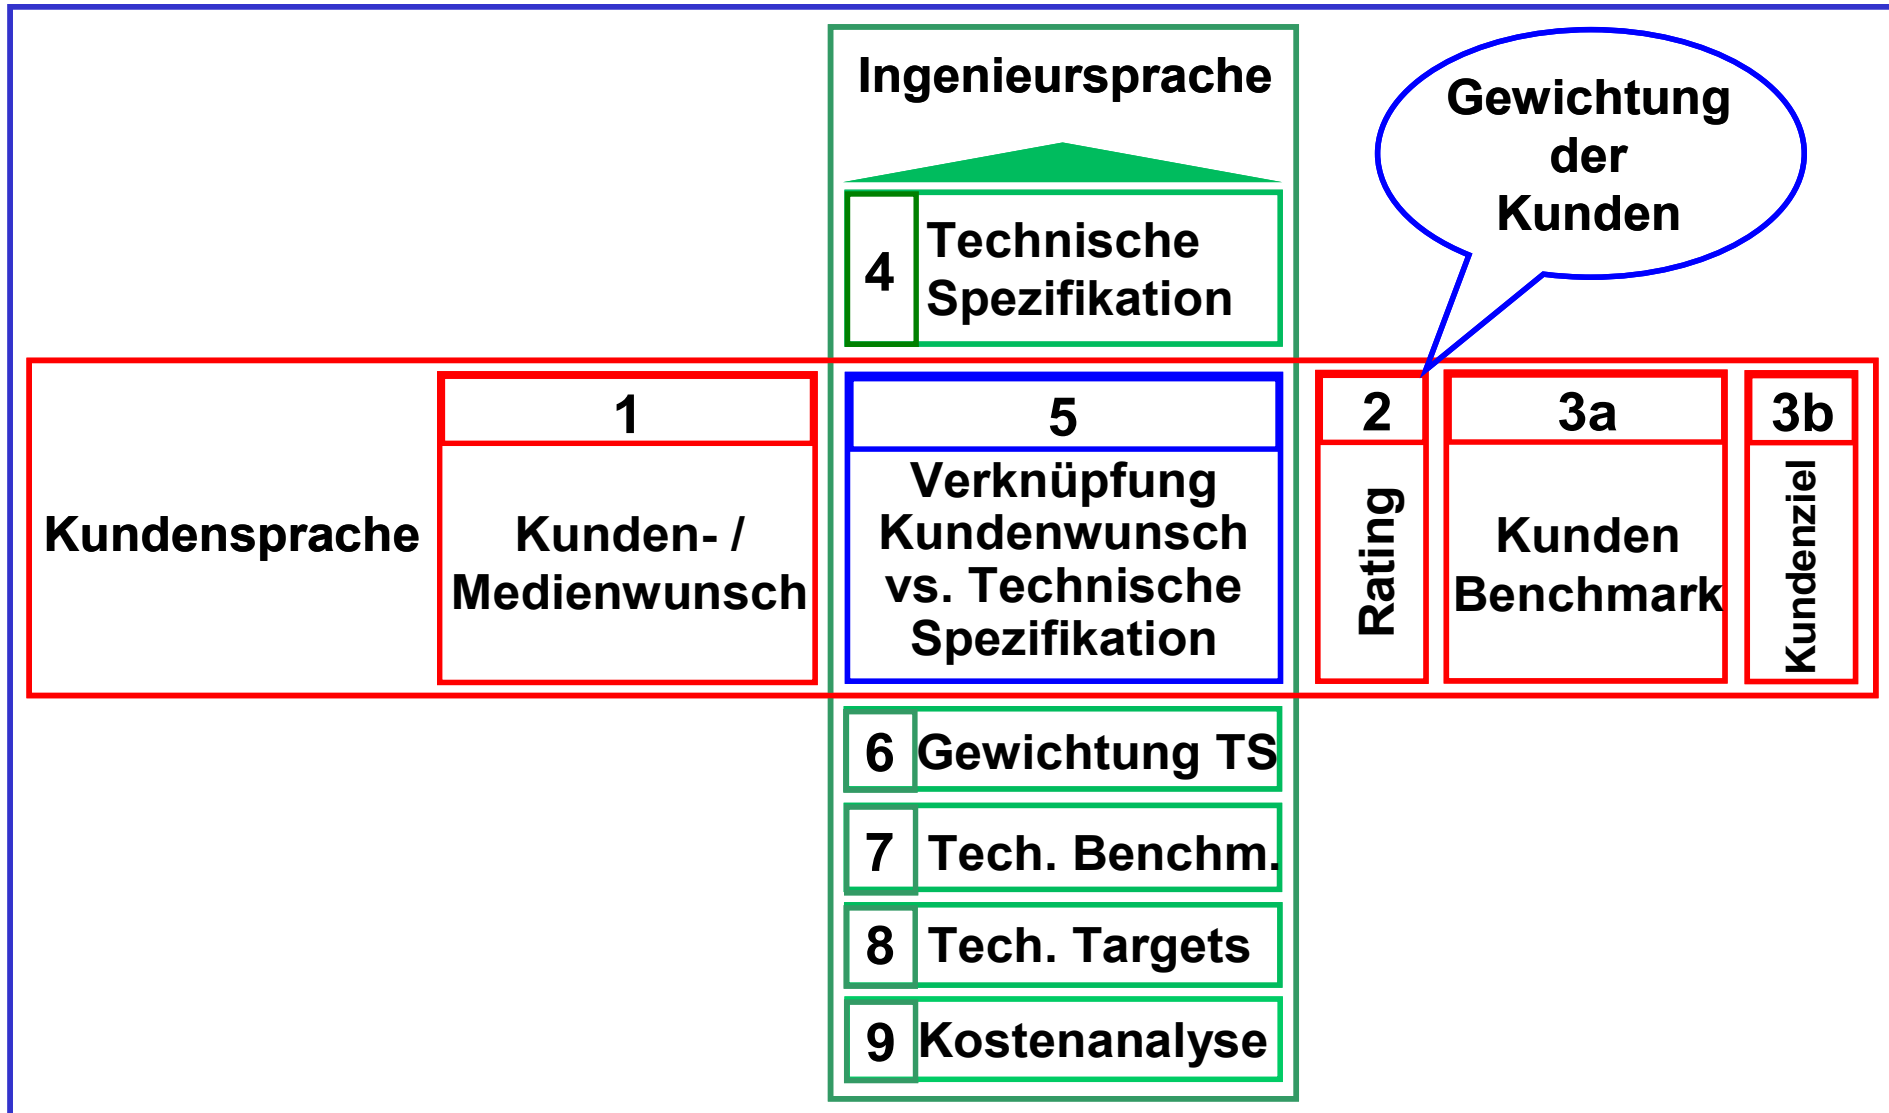 Ingenieursprache
Gewichtung
der
Kunden
4
Technische
Spezifikation
Kundensprache
1
Kunden- /
Medienwunsch
5
Verknüpfung
Kundenwunsch
vs. Technische
Spezifikation
2
Rating
3a
Kunden
Benchmark
3b
Kundenziel
6 Gewichtung TS
7 Tech. Benchm.
8 Tech. Targets
9 Kostenanalyse